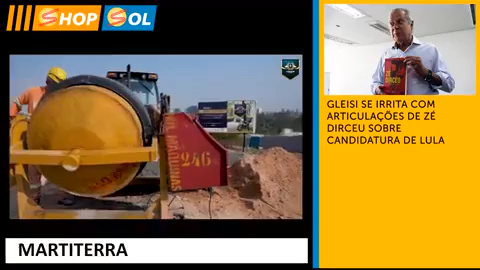 SHOP SOL
GLEISI SE IRRITA COM
ARTICULAÇÕES DE ZÉ
DIRCEU SOBRE
CANDIDATURA DE LULA
246
MARTITERRA